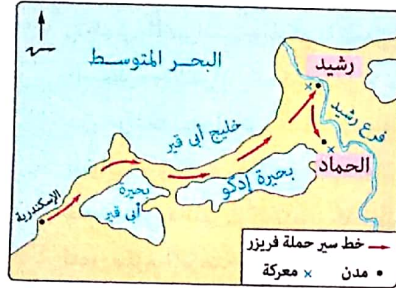 البحر المتوسط
رشيد
فرع رشيد
خليج أبي قير
الحماد
بحيرة إدكو
بحيرة
أبي قير
الإسكندرية
خط سير حملة فريزر
مدن
معركة